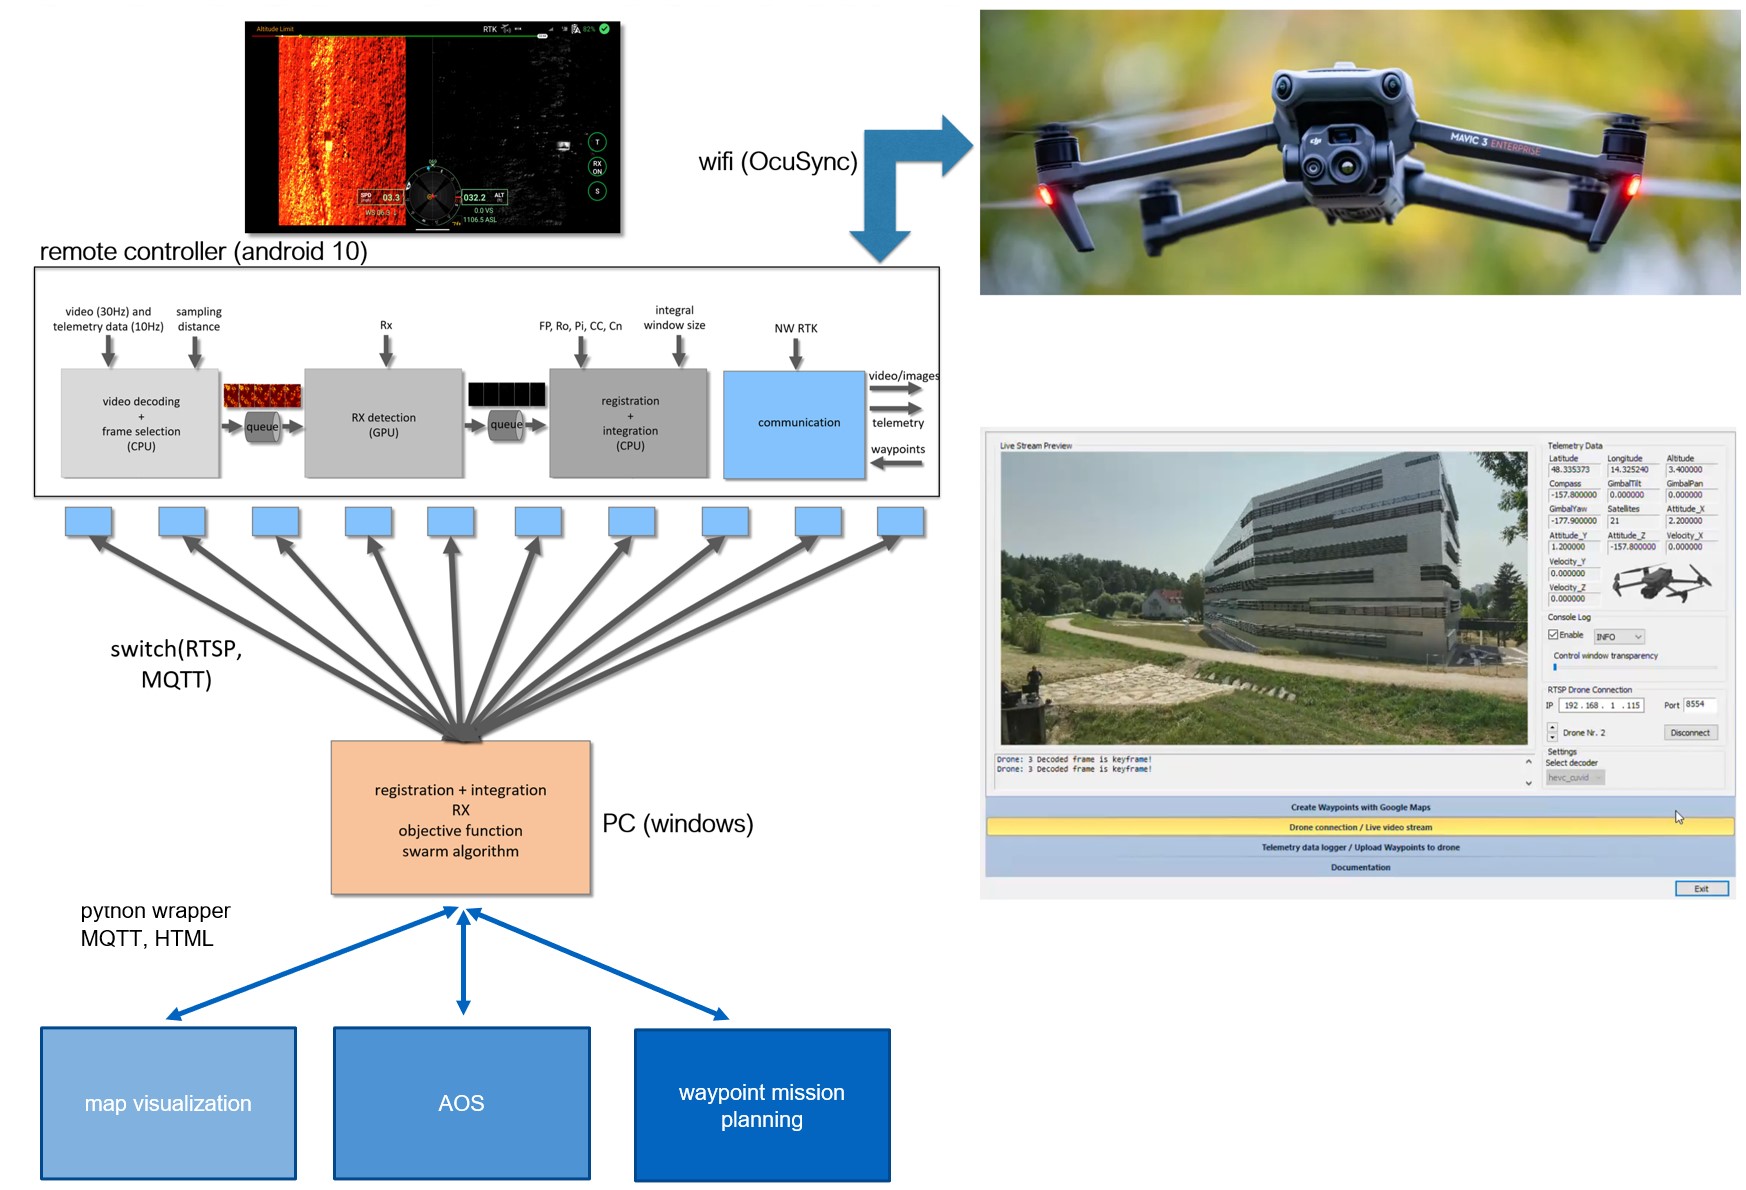 Altitude Limit
RTK
82%
T
RX
ON
S
SPD
03.3
032.2
ALT
0.0 VS
1106.5 ASL
wifi (OcuSync)
MAVIC 3 ENTERPRISE
dji
remote controller (android 10)
video (30Hz) and
telemetry data (10Hz)
sampling
distance
Rx
FP, Ro, Pi, CC, Cn
integral
window size
NW RTK
video decoding
+
frame selection
(CPU)
queue
RX detection
(GPU)
queue
registration
+
integration
(CPU)
communication
video/images
telemetry
waypoints
switch(RTSP,
MQTT)
registration + integration
RX
objective function
swarm algorithm
PC (windows)
python wrapper
MQTT, HTML
map visualization
AOS
waypoint mission
planning
Live Stream Preview
Telemetry Data
Latitude Longitude Altitude
48.335373 14.325240 3.400000
Compass GimbalTilt GimbalPan
-157.800000 0.000000 0.000000
GimbalYaw Satellites Attitude_X
-177.900000 21 2.200000
Attitude_Y Attitude_Z Velocity_X
1.200000 -157.800000 0.000000
Velocity_Y
0.000000
Velocity_Z
0.000000
Console Log
Enable INFO
Control window transparency
RTSP Drone Connection
IP 192 . 168 . 1 . 115 Port 8554
Drone Nr. 2 Disconnect
Settings
Select decoder
hevc_cuvid
Drone: 3 Decoded frame is keyframe!
Drone: 3 Decoded frame is keyframe!
Create Waypoints with Google Maps
Drone connection / Live video stream
Telemetry data logger / Upload Waypoints to drone
Documentation
Exit